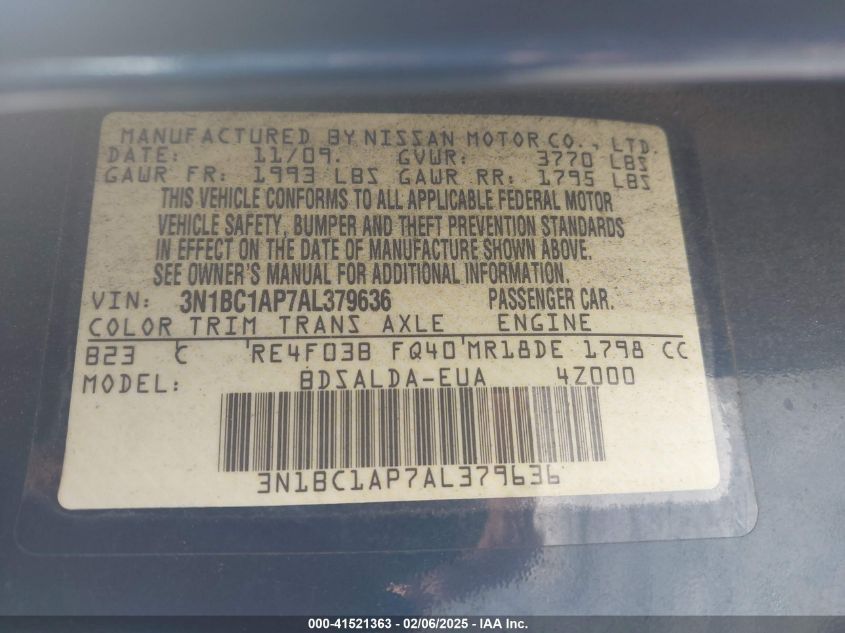 MANUFACTURED BY NISSAN MOTOR CO., LTD.
DATE: 11/09. GVWR: 3770 LBS
GAWR FR: 1993 LBS GAWR RR: 1795 LBS
THIS VEHICLE CONFORMS TO ALL APPLICABLE FEDERAL MOTOR
VEHICLE SAFETY, BUMPER AND THEFT PREVENTION STANDARDS
IN EFFECT ON THE DATE OF MANUFACTURE SHOWN ABOVE.
SEE OWNER'S MANUAL FOR ADDITIONAL INFORMATION.
VIN: 3N1BC1AP7AL379636 PASSENGER CAR.
COLOR TRIM TRANS AXLE ENGINE
B23 C RE4F03B FQ40 MR18DE 1798 CC
MODEL: BDSALDA-EUA 4Z000
3N1BC1AP7AL379636
000-41521363 - 02/06/2025 - IAA Inc.